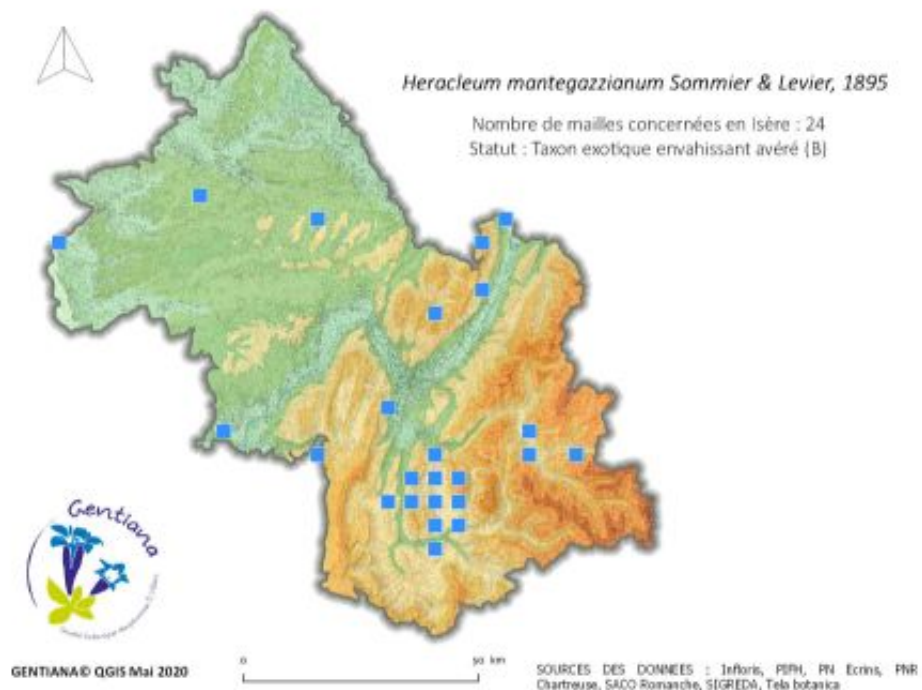 Heracleum mantegazzianum Sommier & Levier, 1895
Nombre de mailles concernées en Isère : 24
Statut : Taxon exotique envahissant avéré (B)
Gentiana
GENTIANA© QGIS Mai 2020
0 50 km
SOURCES DES DONNEES : Infloris, PIFH, PN Ecrins, PNR
Chartreuse, SACO Romanche, SIGREDA, Tela botanica